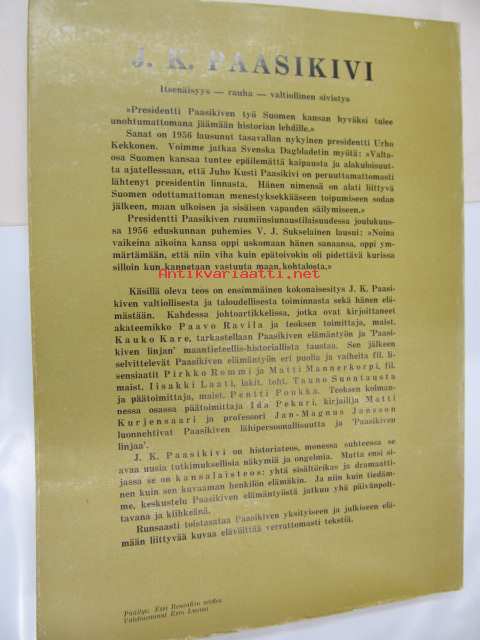 J. K. PAASIKIVI
Itsenäisyys — rauha — valtiollinen sivistys
»Presidentti Paasikiven työ Suomen kansan hyväksi tulee
unohtumattomana jäämään historian lehdille.»
Sanat on 1956 lausunut tasavallan nykyinen presidentti Urho
Kekkonen. Voimme jatkaa Svenska Dagbladetin myötä: »Valta-
osa Suomen kansaa tuntee epäilemättä kaipausta ja alakuloisuut-
ta ajatellessaan, että Juho Kusti Paasikivi on peruuttamattomasti
lähtenyt presidentin linnasta. Hänen nimensä on alati liittyvä
Suomen odottamattoman menestyksekkääseen toipumiseen sodan
jälkeen, maan ulkoisen ja sisäisen vapauden säilymiseen.»
Presidentti Paasikiven ruumiinsiunaustilaisuudessa joulukuus-
sa 1956 eduskunnan puhemies V. J. Sukselainen lausui: »Noina
vaikeina aikoina kansa oppi uskomaan hänen sanaansa, oppi ym-
märtämään, että niin viha kuin epätoivokin oli pidettävä kurissa
silloin kun kannetaan vastuuta maan kohtalosta.»
Antikvariaatti.net
Käsillä oleva teos on ensimmäinen kokonaisesitys J. K. Paasi-
kiven valtiollisesta ja taloudellisesta toiminnasta sekä hänen elä-
mästään. Kahdessa johtoartikkelissa, jotka ovat kirjoittaneet
akateemikko Paavo Ravila ja teoksen toimittaja, maist.
Kauko Kare, tarkastellaan Paasikiven elämäntyön ja 'Paasi-
kiven linjan' maantieteellis-historiallista taustaa. Sen jälkeen
selvittelevät Paasikiven elämäntyön eri puolia ja vaiheita fil. li-
sensiaatit Pirkko Rommi ja Matti Mannerkorpi, fil.
maist. Iisakki Laati, lakit. toht. Tauno Suontausta
ja päätoimittaja, maist. Pentti Poukka. Teoksen kolman-
nessa osassa päätoimittaja Ida Pekari, kirjailija Matti
Kurjensaari ja professori Jan-Magnus Jansson
luonnehtivat Paasikiven lähipersoonallisuutta ja 'Paasikiven
linjaa'.
J. K. Paasikivi on historiateos, monessa suhteessa se
avaa uusia tutkimuksellisia näkymiä ja ongelmia. Mutta ensi si-
jassa se on kansalaisteos: yhtä sisältörikas ja dramaatti-
nen kuin sen kuvaaman henkilön elämäkin. Ja niin kuin tiedäm-
me, keskustelu Paasikiven elämäntyöstä jatkuu yhä päivänpolt-
tavana ja kiihkeänä.
Runsaasti toistasataa Paasikiven yksityiseen ja julkiseen elä-
mään liittyvää kuvaa elävöittää verrattomasti tekstiä.
Päällys: Essi Renvallin
Valokuvannut Eero